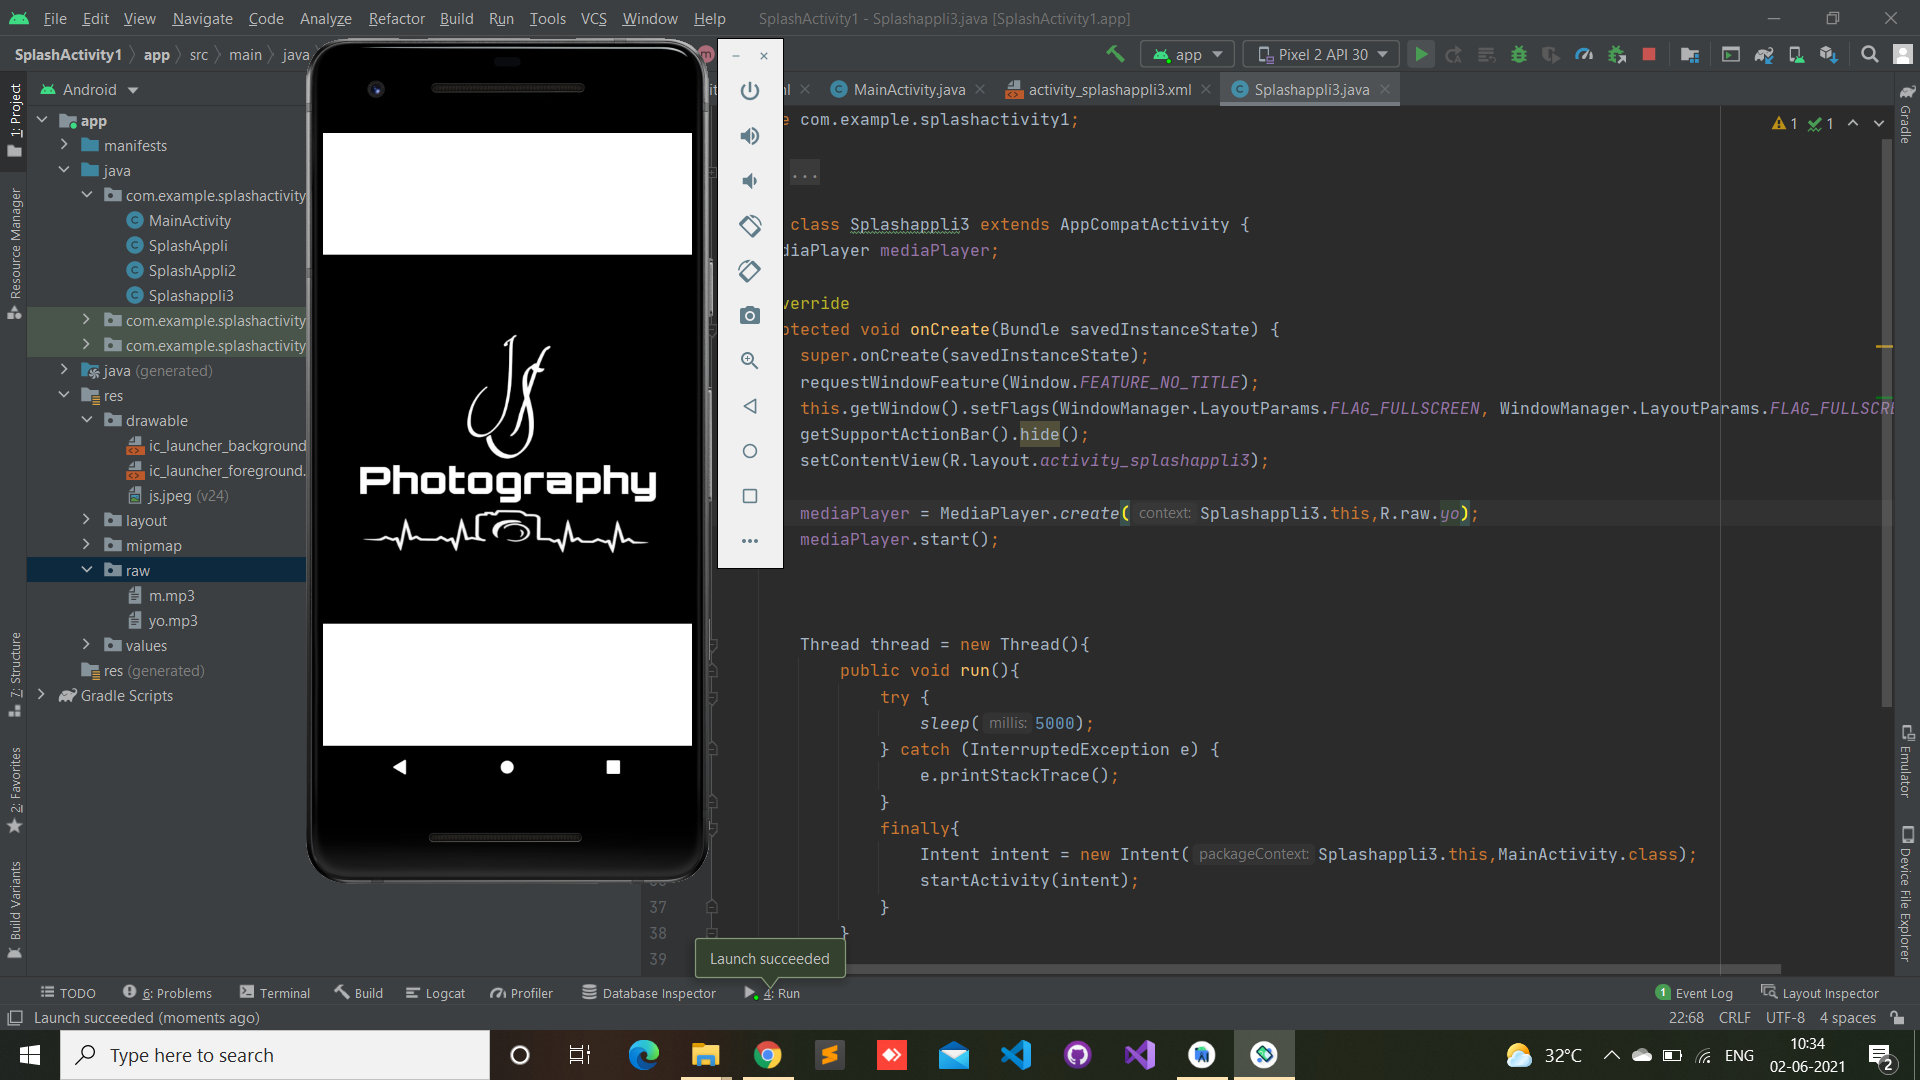 File Edit View Navigate Code Analyze Refactor Build Run Tools VCS Window Help SplashActivity1 - Splashappli3.java [SplashActivity1.app]
SplashActivity1 app src main java
app Pixel 2 API 30
Android
MainActivity.java activity_splashappli3.xml Splashappli3.java
1: Project
Resource Manager
7: Structure
2: Favorites
Build Variants
app
manifests
java
com.example.splashactivity
MainActivity
SplashAppli
SplashAppli2
Splashappli3
com.example.splashactivity
com.example.splashactivity
java (generated)
res
drawable
ic_launcher_background
ic_launcher_foreground.
js.jpeg (v24)
layout
mipmap
raw
m.mp3
yo.mp3
values
res (generated)
Gradle Scripts
Photography
com.example.splashactivity1;
...
class Splashappli3 extends AppCompatActivity {
diaPlayer mediaPlayer;
verride
otected void onCreate(Bundle savedInstanceState) {
super.onCreate(savedInstanceState);
requestWindowFeature(Window.FEATURE_NO_TITLE);
this.getWindow().setFlags(WindowManager.LayoutParams.FLAG_FULLSCREEN, WindowManager.LayoutParams.FLAG_FULLSCRE
getSupportActionBar().hide();
setContentView(R.layout.activity_splashappli3);
mediaPlayer = MediaPlayer.create( context: Splashappli3.this,R.raw.yo);
mediaPlayer.start();
Thread thread = new Thread(){
public void run(){
try {
sleep( millis: 5000);
} catch (InterruptedException e) {
e.printStackTrace();
}
finally{
Intent intent = new Intent( packageContext: Splashappli3.this,MainActivity.class);
startActivity(intent);
37 }
38 }
39
1 1
Gradle
Emulator
Device File Explorer
Launch succeeded
TODO 6: Problems Terminal Build Logcat Profiler Database Inspector 4: Run 1 Event Log Layout Inspector
Launch succeeded (moments ago) 22:68 CRLF UTF-8 4 spaces
Type here to search
32°C ENG 10:34
02-06-2021 2